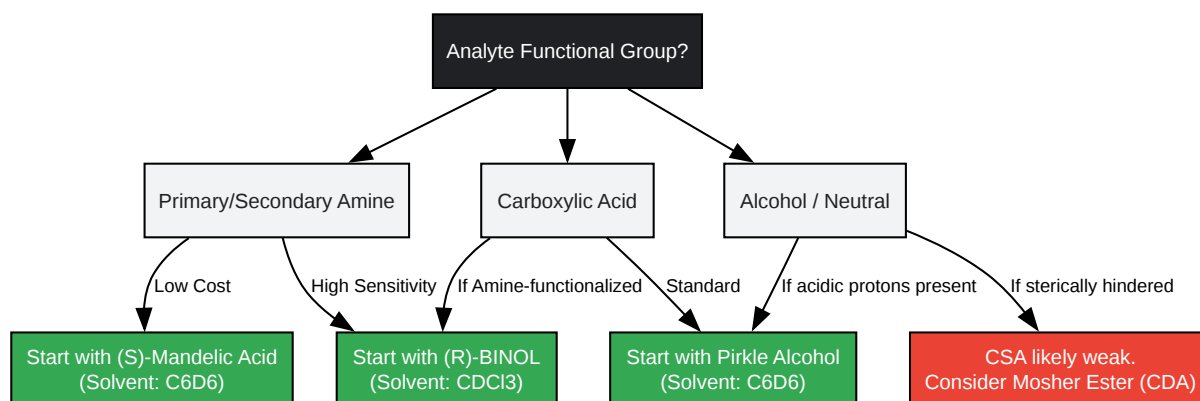 Analyte Functional Group?
Primary/Secondary Amine
Carboxylic Acid
Alcohol / Neutral
Low Cost
High Sensitivity
If Amine-functionalized
Standard
If acidic protons present
If sterically hindered
Start with (S)-Mandelic Acid
(Solvent: C6D6)
Start with (R)-BINOL
(Solvent: CDCl3)
Start with Pirkle Alcohol
(Solvent: C6D6)
CSA likely weak.
Consider Mosher Ester (CDA)